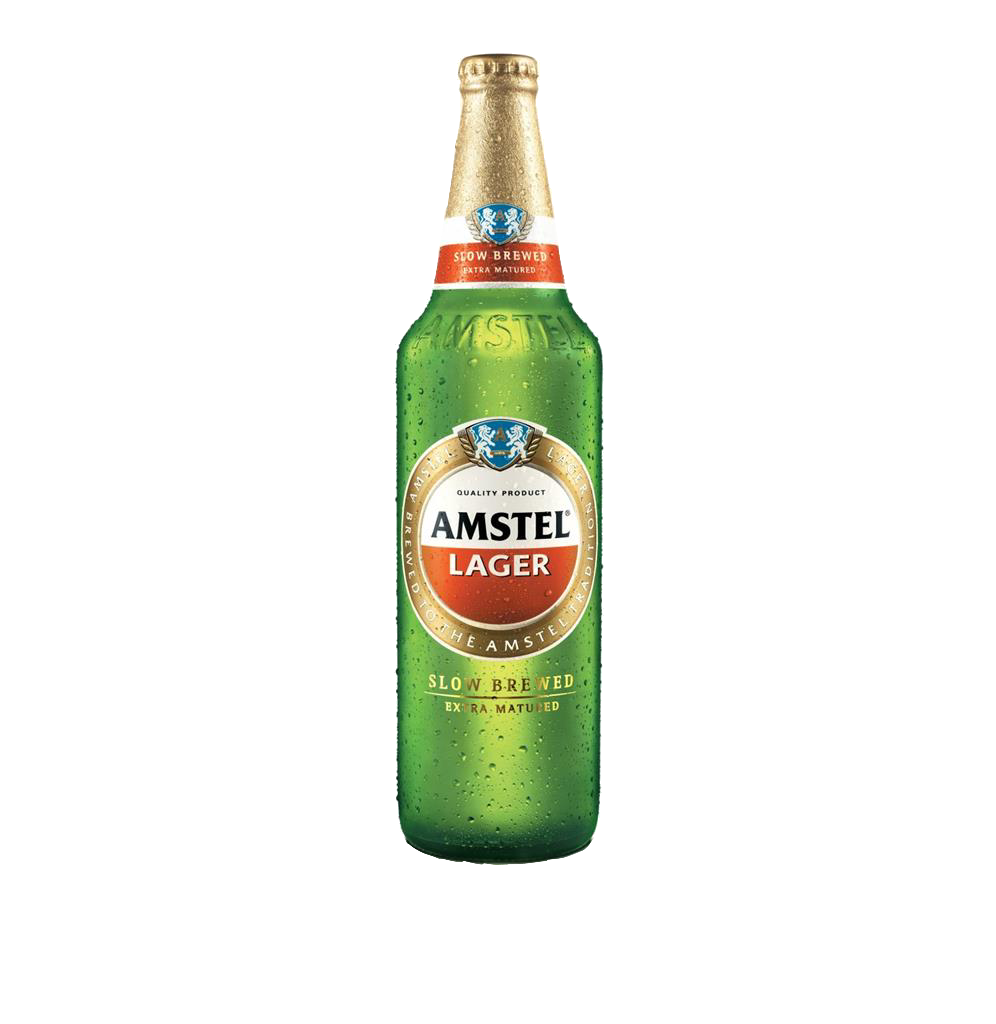 A
SLOW BREWED
EXTRA MATURED
AMSTEL
A
AMSTEL LAGER
BREWED TO THE AMSTEL TRADITION
QUALITY PRODUCT
AMSTEL®
LAGER
SLOW BREWED
EXTRA MATURED